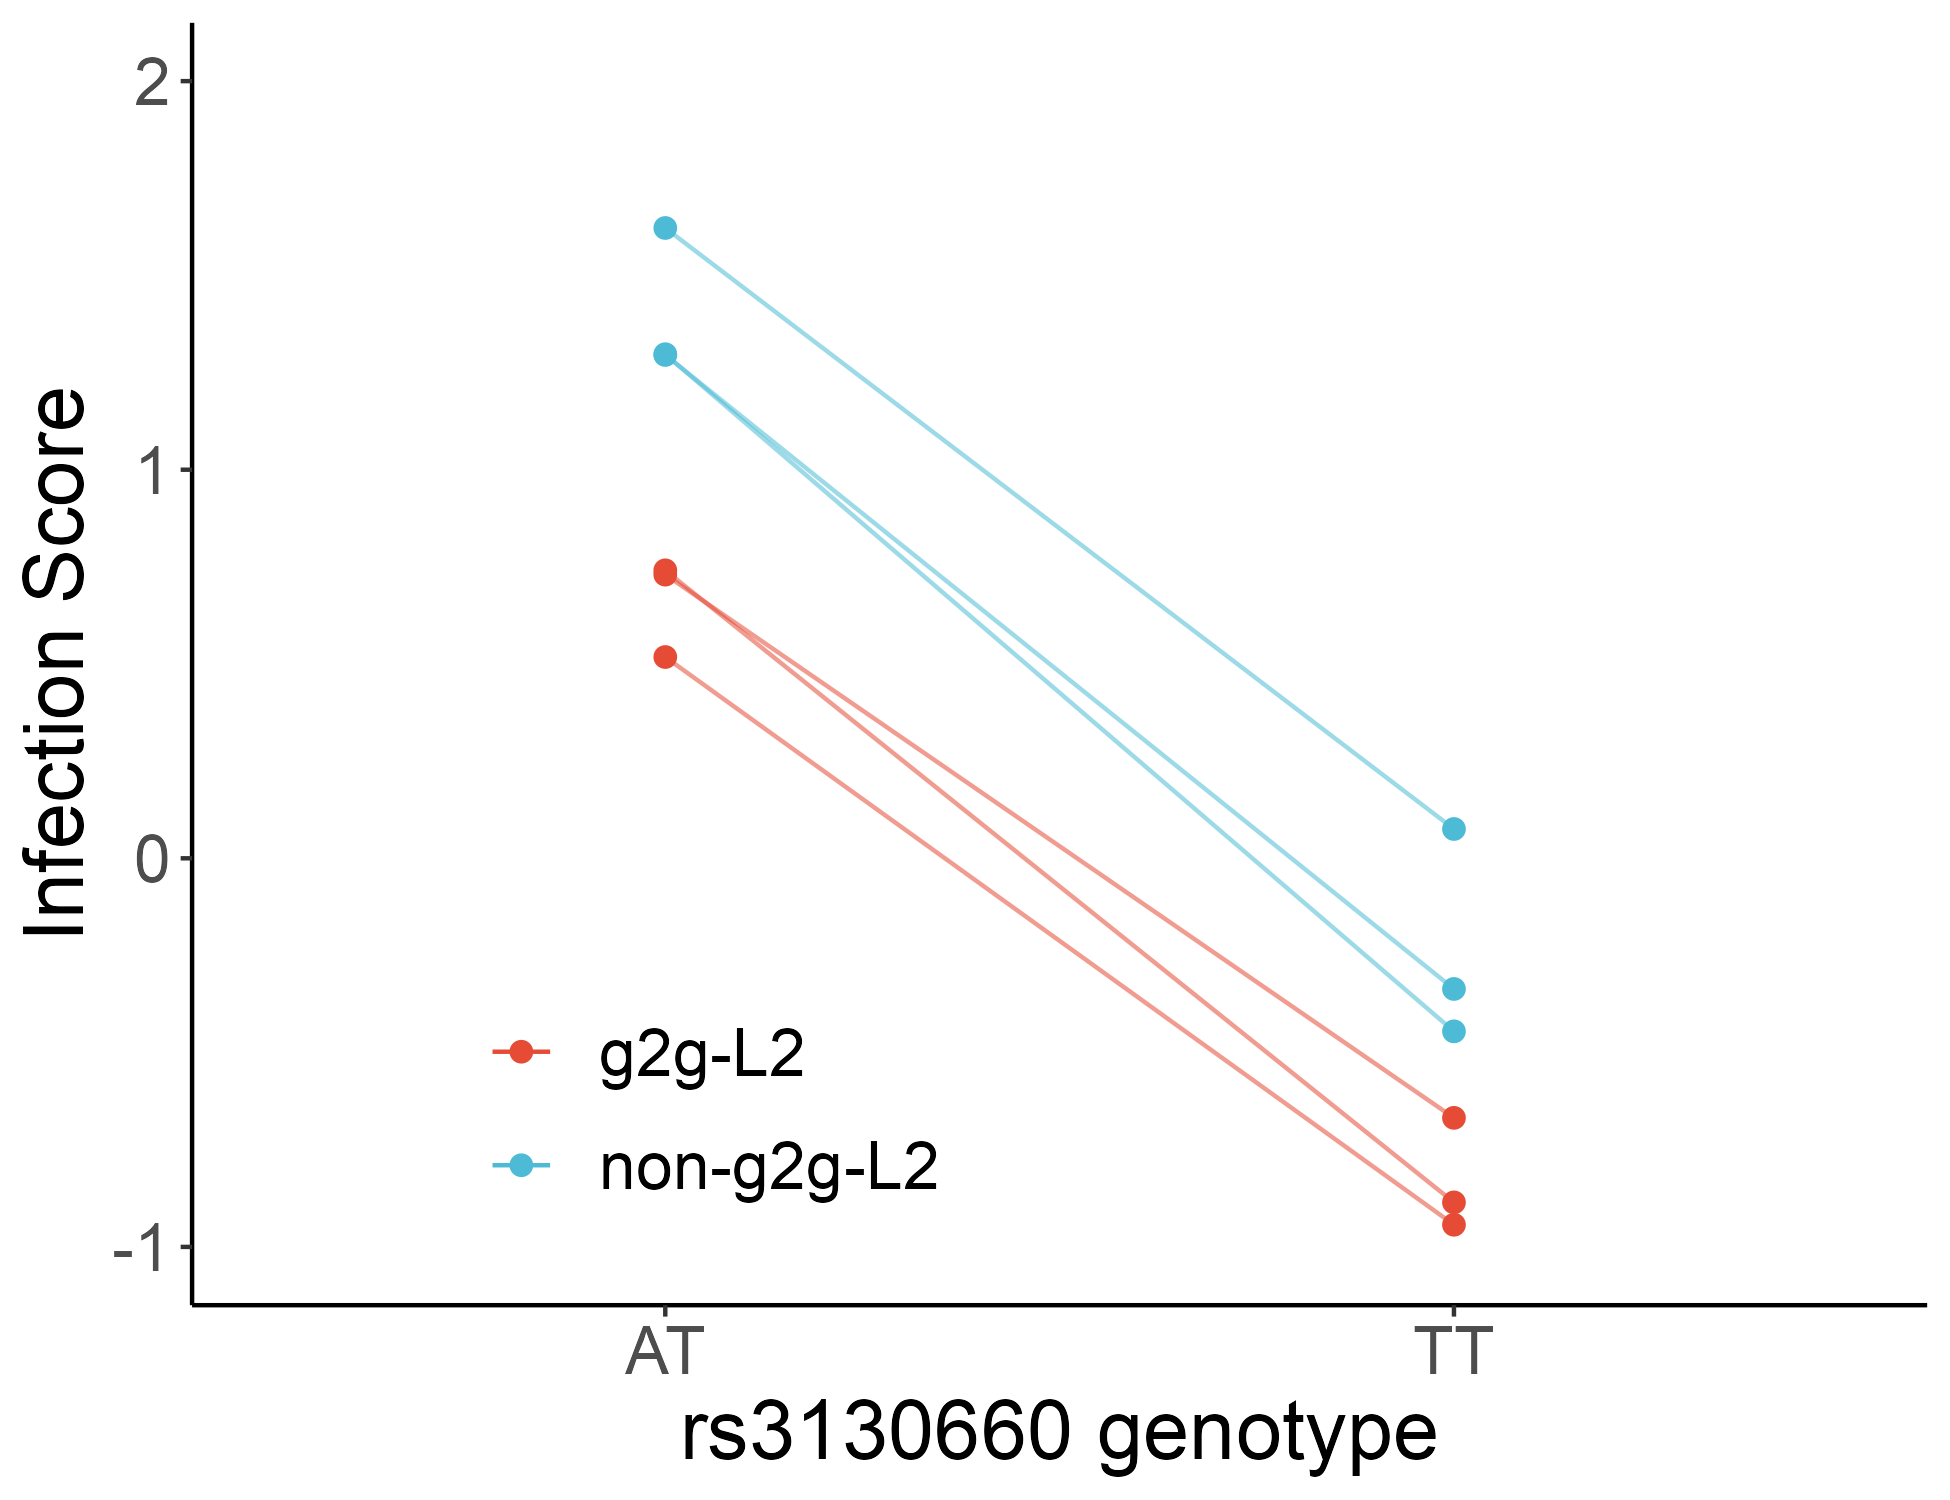 2
1
0
-1
Infection Score
g2g-L2
non-g2g-L2
AT TT
rs3130660 genotype